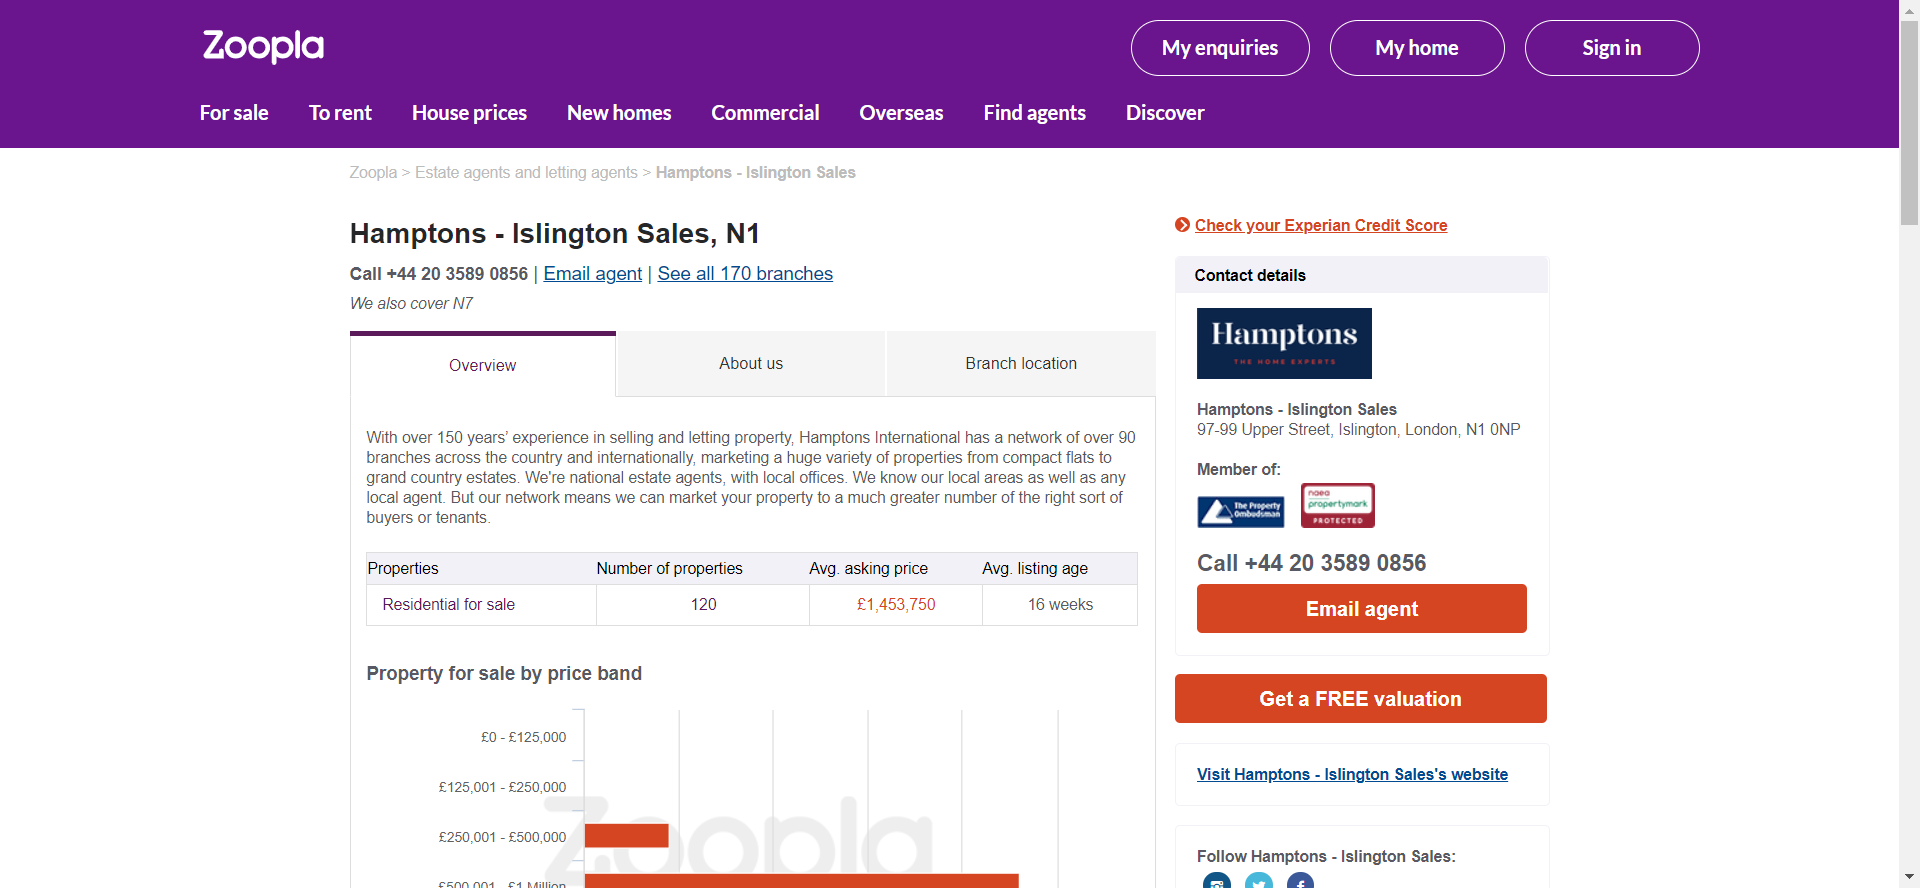 Zoopla
My enquiries
My home
Sign in
For sale
To rent
House prices
New homes
Commercial
Overseas
Find agents
Discover
Zoopla > Estate agents and letting agents > Hamptons - Islington Sales
Hamptons - Islington Sales, N1
Call +44 20 3589 0856 | Email agent | See all 170 branches
We also cover N7
Overview
About us
Branch location
With over 150 years' experience in selling and letting property, Hamptons International has a network of over 90
branches across the country and internationally, marketing a huge variety of properties from compact flats to
grand country estates. We're national estate agents, with local offices. We know our local areas as well as any
local agent. But our network means we can market your property to a much greater number of the right sort of
buyers or tenants.
Properties Number of properties Avg. asking price Avg. listing age
Residential for sale 120 £1,453,750 16 weeks
Property for sale by price band
£0 - £125,000
£125,001 - £250,000
£250,001 - £500,000
£500,001 - £1 Million
Zoopla
Check your Experian Credit Score
Contact details
Hamptons
THE HOME EXPERTS
Hamptons - Islington Sales
97-99 Upper Street, Islington, London, N1 0NP
Member of:
The Property
Ombudsman
naea
propertymark
PROTECTED
Call +44 20 3589 0856
Email agent
Get a FREE valuation
Visit Hamptons - Islington Sales's website
Follow Hamptons - Islington Sales: